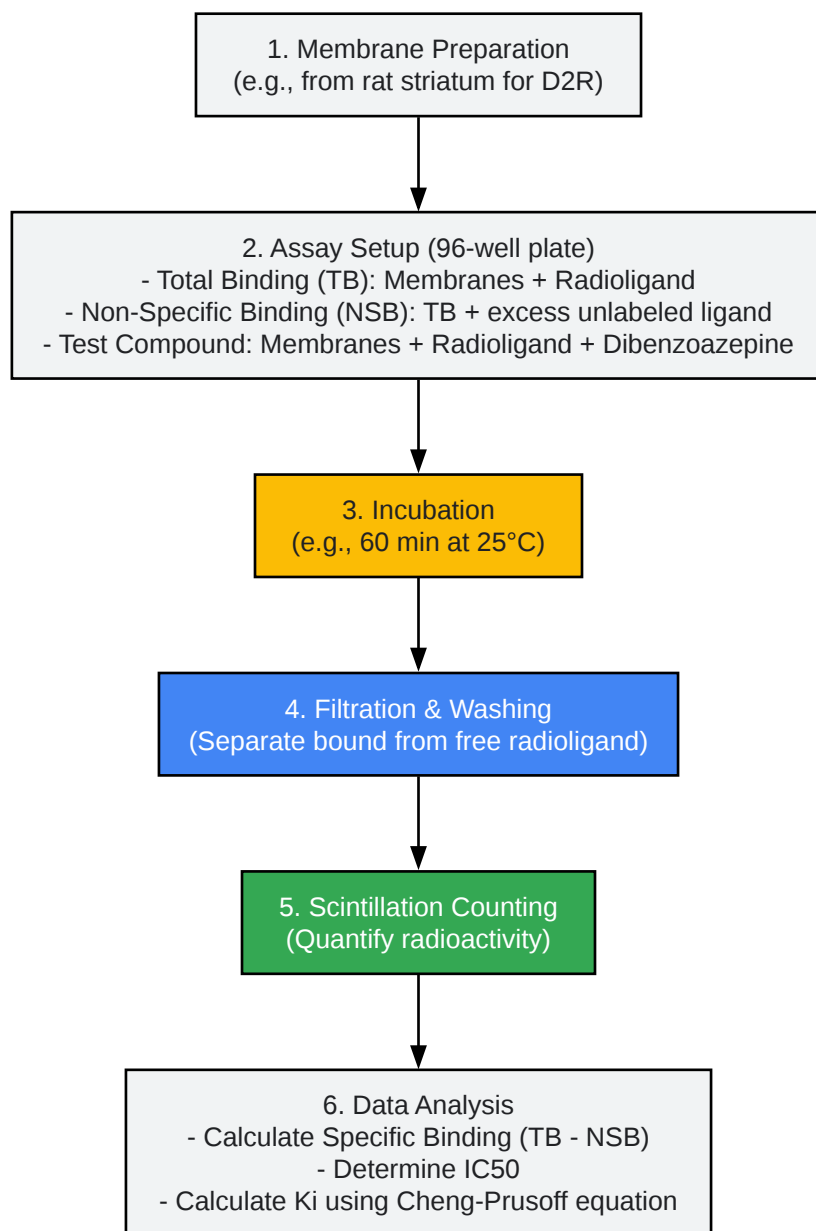 1. Membrane Preparation
(e.g., from rat striatum for D2R)
2. Assay Setup (96-well plate)
- Total Binding (TB): Membranes + Radioligand
- Non-Specific Binding (NSB): TB + excess unlabeled ligand
- Test Compound: Membranes + Radioligand + Dibenzoazepine
3. Incubation
(e.g., 60 min at 25°C)
4. Filtration & Washing
(Separate bound from free radioligand)
5. Scintillation Counting
(Quantify radioactivity)
6. Data Analysis
- Calculate Specific Binding (TB - NSB)
- Determine IC50
- Calculate Ki using Cheng-Prusoff equation